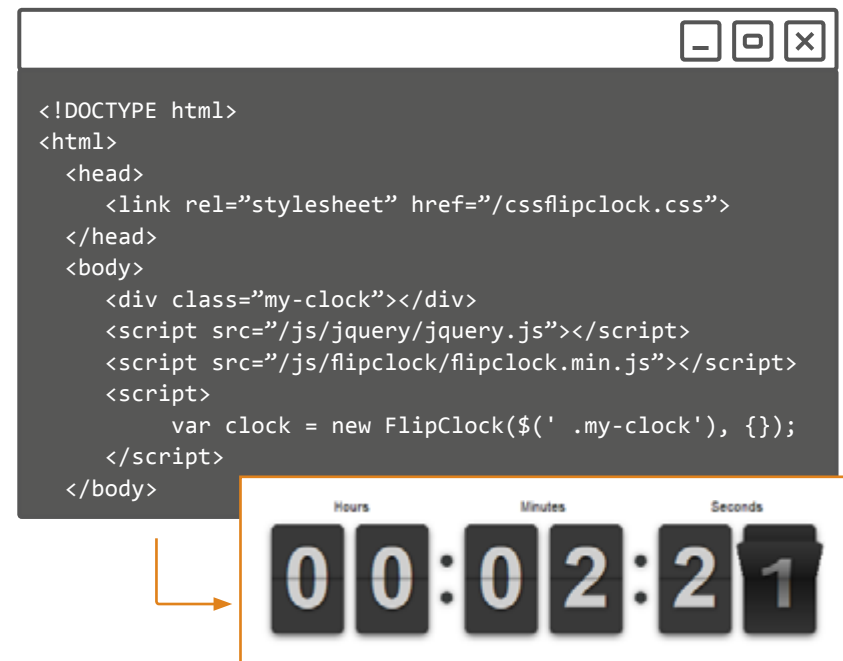 <!DOCTYPE html>
<html>
<head>
<link rel=”stylesheet” href=”/cssflipclock.css”>
</head>
<body>
<div class=”my-clock”></div>
<script src=”/js/jquery/jquery.js”></script>
<script src=”/js/flipclock/flipclock.min.js”></script>
<script>
var clock = new FlipClock($(' .my-clock'), {});
</script>
</body>
Hours Minutes Seconds
00:02:21